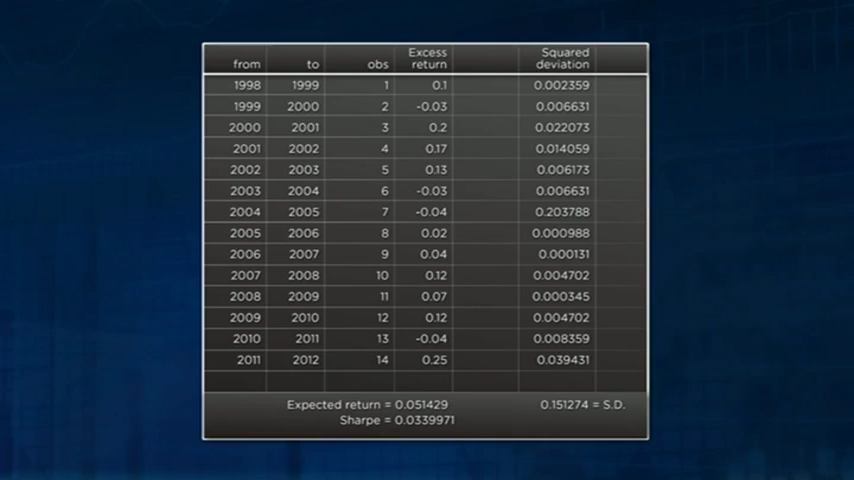 Excess Squared
from to obs return deviation
1998 1999 1 0.1 0.002359
1999 2000 2 -0.03 0.006631
2000 2001 3 0.2 0.022073
2001 2002 4 0.17 0.014059
2002 2003 5 0.13 0.006173
2003 2004 6 -0.03 0.006631
2004 2005 7 -0.04 0.203788
2005 2006 8 0.02 0.000988
2006 2007 9 0.04 0.000131
2007 2008 10 0.12 0.004702
2008 2009 11 0.07 0.000345
2009 2010 12 0.12 0.004702
2010 2011 13 -0.04 0.008359
2011 2012 14 0.25 0.039431
Expected return = 0.051429 0.151274 = S.D.
Sharpe = 0.0339971